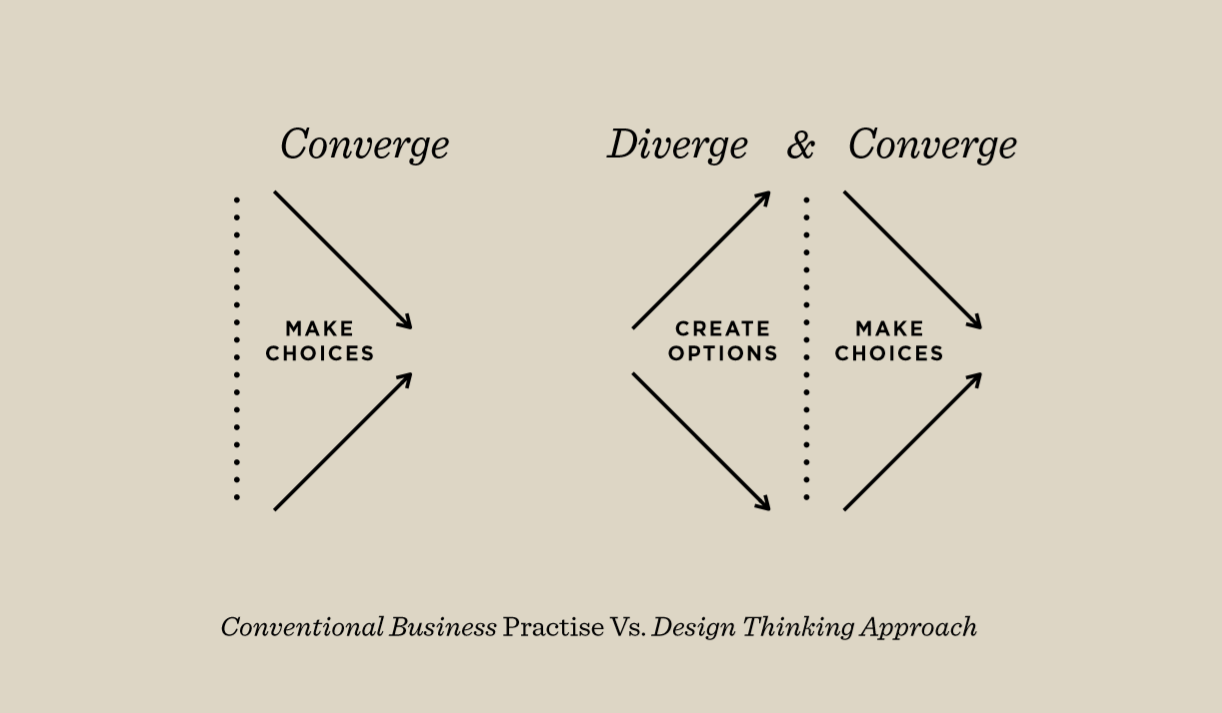 Converge
Diverge & Converge
MAKE
CHOICES
CREATE
OPTIONS
MAKE
CHOICES
Conventional Business Practise Vs. Design Thinking Approach